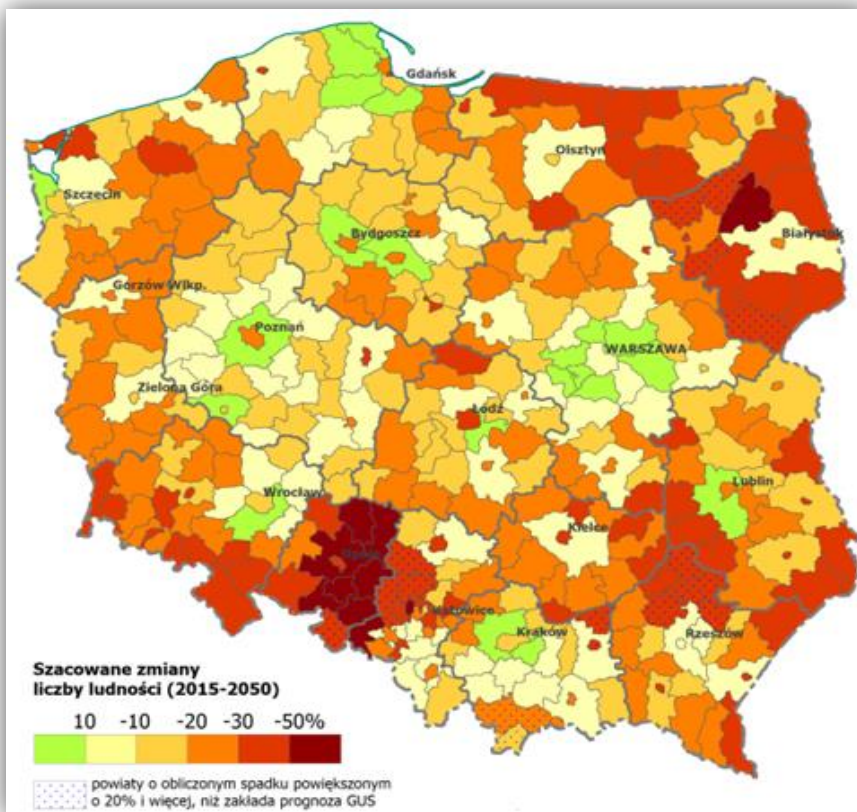 Gdańsk
Olsztyn
Szczecin
Bydgoszcz
Białystok
Gorzów Wlkp.
Poznań
WARSZAWA
Zielona Góra
Łódź
Lublin
Wrocław
Kielce
Opole
Katowice
Kraków
Rzeszów
Szacowane zmiany
liczby ludności (2015-2050)
10 -10 -20 -30 -50%
powiaty o obliczonym spadku powiększonym
o 20% i więcej, niż zakłada prognoza GUS